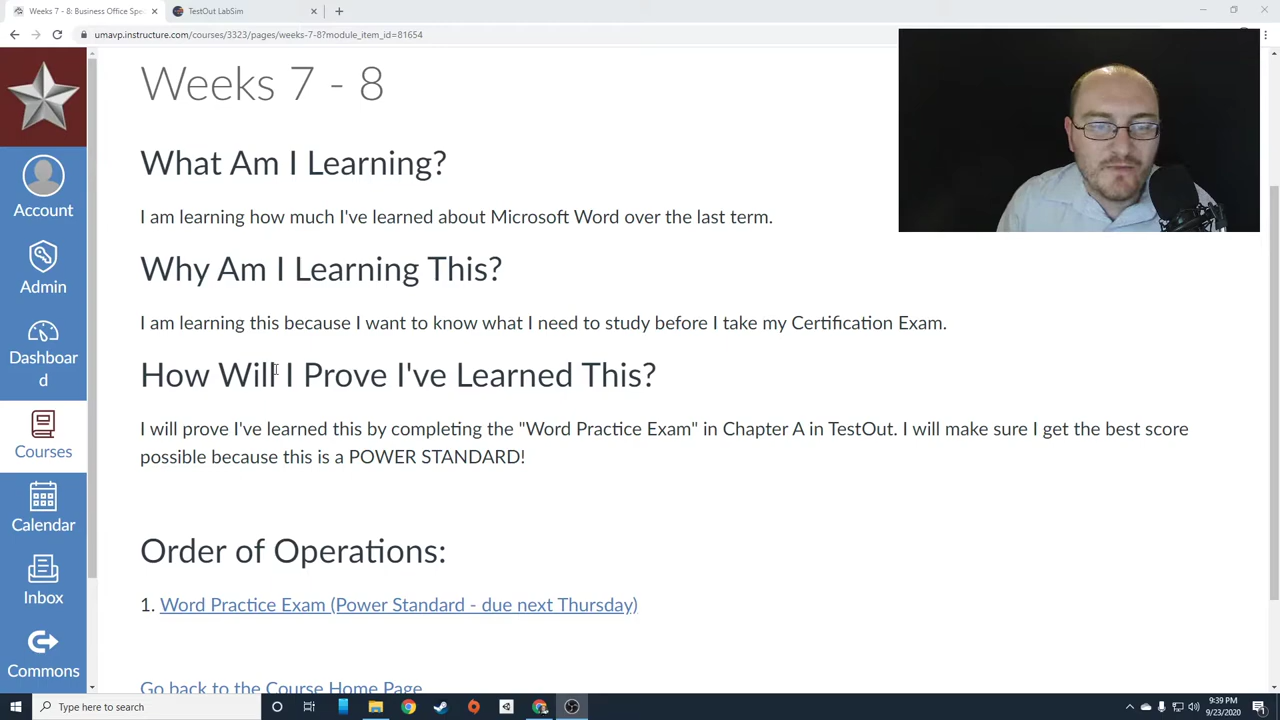 Weeks 7 - 8: Business Office Spe
TestOut LabSim
umavp.instructure.com/courses/3323/pages/weeks-7-8?module_item_id=81654
Weeks 7 - 8
What Am I Learning?
I am learning how much I've learned about Microsoft Word over the last term.
Why Am I Learning This?
I am learning this because I want to know what I need to study before I take my Certification Exam.
How Will I Prove I've Learned This?
I will prove I've learned this by completing the "Word Practice Exam" in Chapter A in TestOut. I will make sure I get the best score
possible because this is a POWER STANDARD!
Order of Operations:
1. Word Practice Exam (Power Standard - due next Thursday)
Go back to the Course Home Page
Account
Admin
Dashboar
d
Courses
Calendar
Inbox
Commons
Type here to search
9:39 PM
9/23/2020